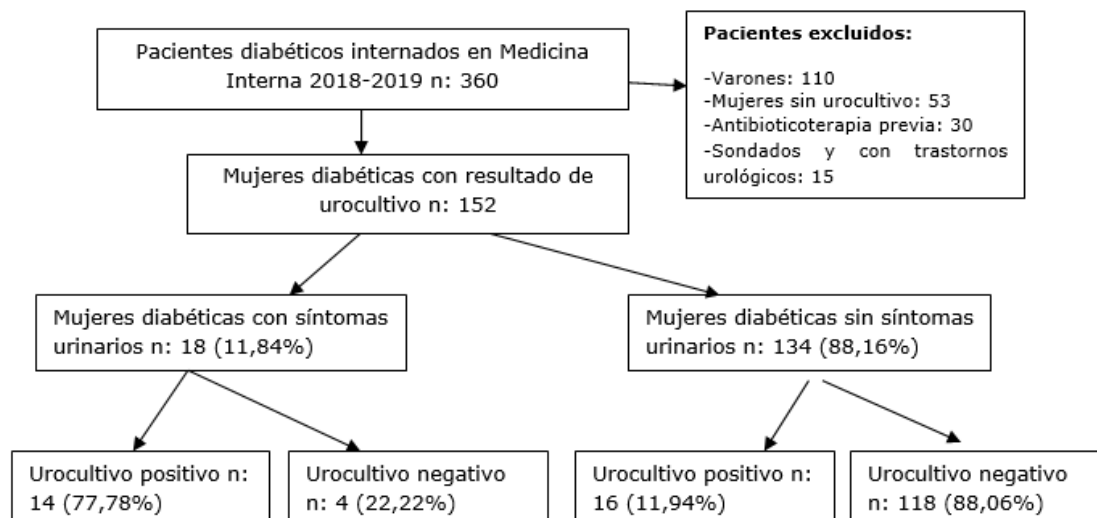 Pacientes diabéticos internados en Medicina
Interna 2018-2019 n: 360
Pacientes excluidos:
-Varones: 110
-Mujeres sin urocultivo: 53
-Antibioticoterapia previa: 30
-Sondados y con trastornos
urológicos: 15
Mujeres diabéticas con resultado de
urocultivo n: 152
Mujeres diabéticas con síntomas
urinarios n: 18 (11,84%)
Mujeres diabéticas sin síntomas
urinarios n: 134 (88,16%)
Urocultivo positivo n:
14 (77,78%)
Urocultivo negativo
n: 4 (22,22%)
Urocultivo positivo n:
16 (11,94%)
Urocultivo negativo
n: 118 (88,06%)